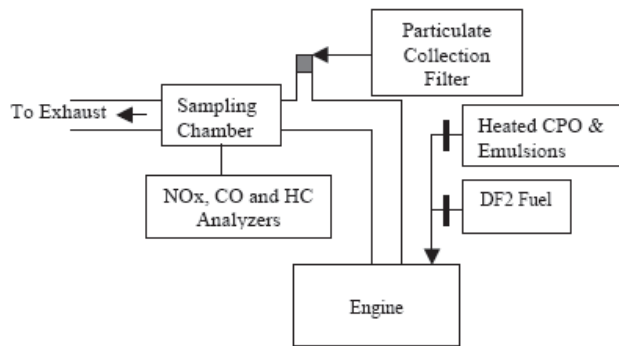 Particulate
Collection
Filter
To Exhaust
Sampling
Chamber
Heated CPO &
Emulsions
NOx, CO and HC
Analyzers
DF2 Fuel
Engine